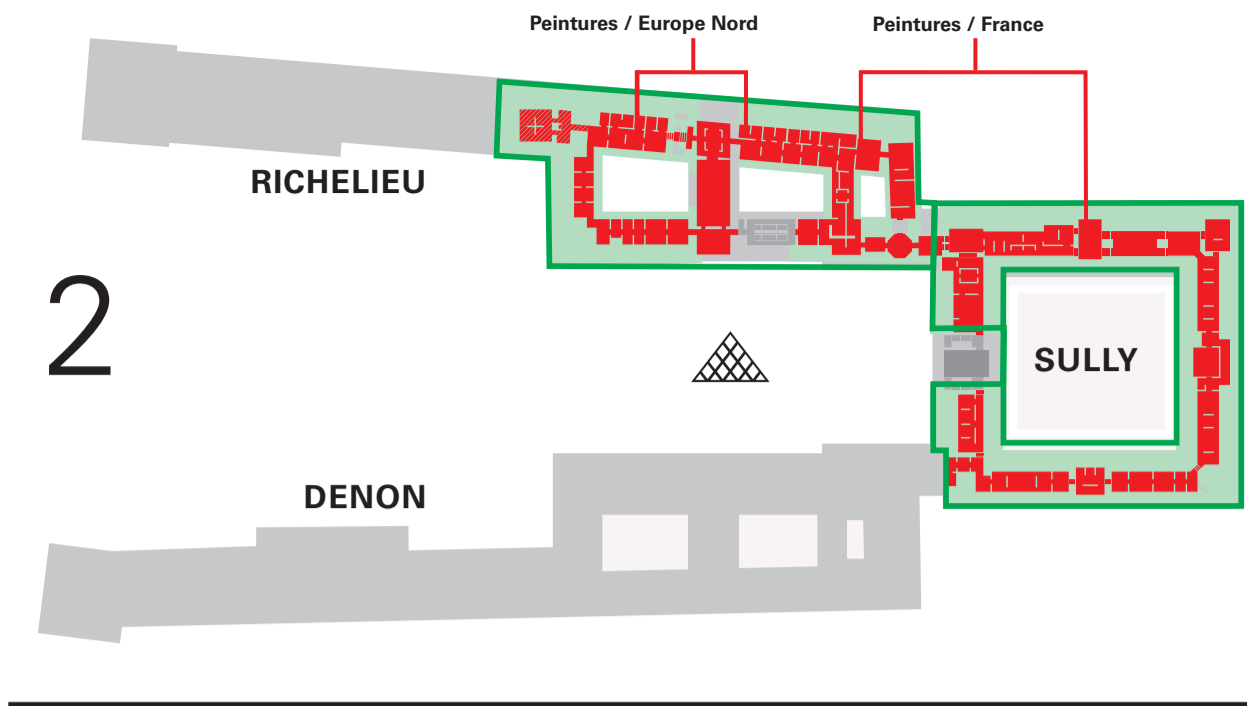 Peintures / Europe Nord
Peintures / France
RICHELIEU
2
SULLY
DENON